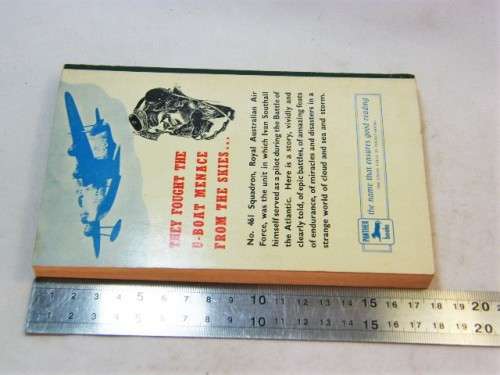 THEY FOUGHT THE
U-BOAT MENACE
FROM THE SKIES...
No. 461 Squadron, Royal Australian Air
Force, was the unit in which Ivan Southall
himself served as a pilot during the Battle of
the Atlantic. Here is a story, vividly and
clearly told, of epic battles, of amazing feats
of endurance, of miracles and disasters in a
strange world of cloud and sea and storm.
PANTHER
books
the name that ensures good reading
1 2 3 4 5 6 7 8 9 10 11 12 13 14 15 16 17 18 19 20
1 2 3 4 5 6 7 8 9 10 11 12 13 14 15 16 17 18 19 20